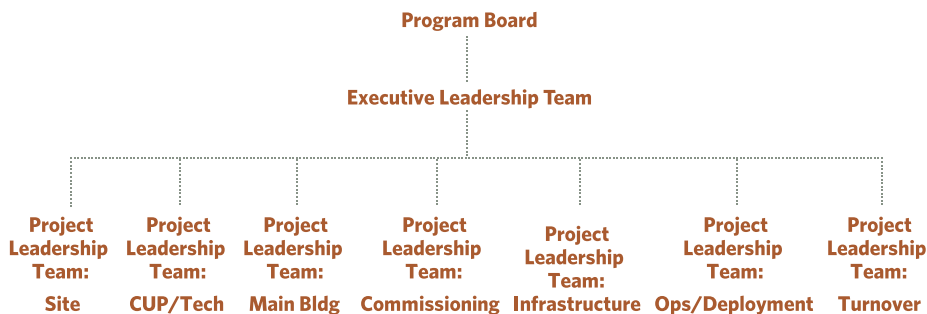 Program Board
Executive Leadership Team
Project
Leadership
Team:
Site
Project
Leadership
Team:
CUP/Tech
Project
Leadership
Team:
Main Bldg
Project
Leadership
Team:
Commissioning
Project
Leadership
Team:
Infrastructure
Project
Leadership
Team:
Ops/Deployment
Project
Leadership
Team:
Turnover